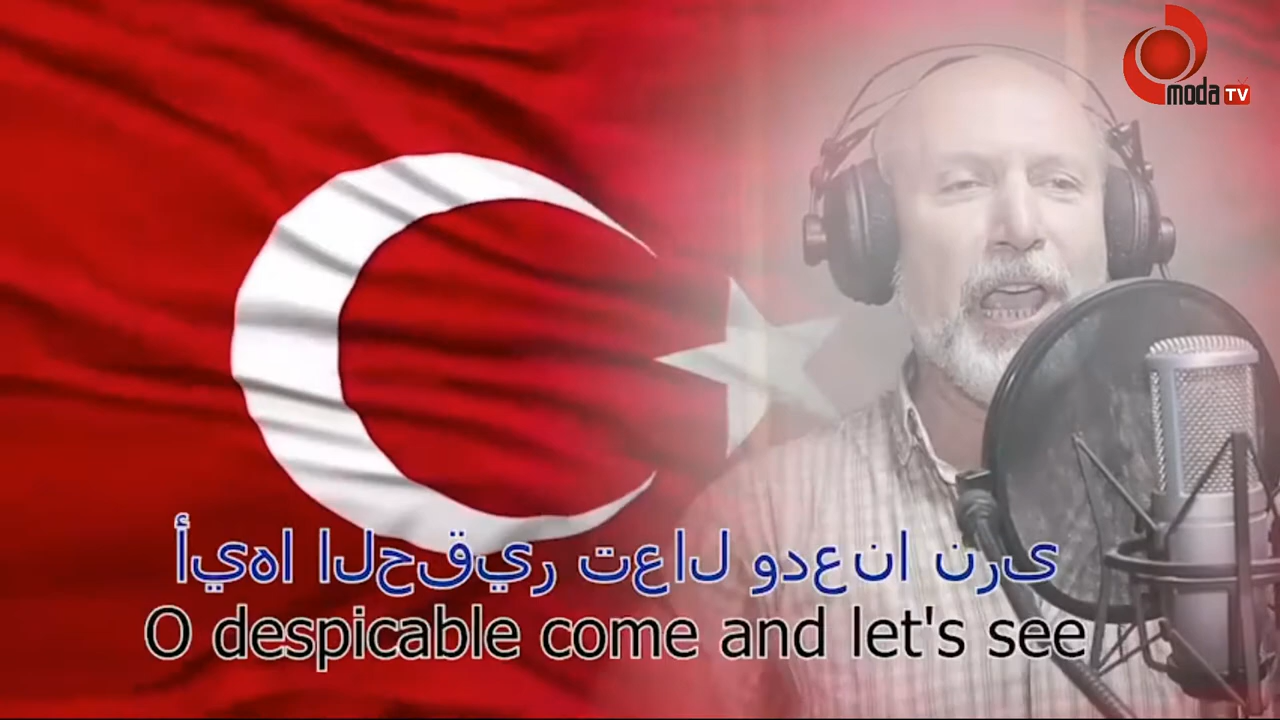 moda TV
أيها الحقير تعال ودعنا نرى
O despicable come and let's see